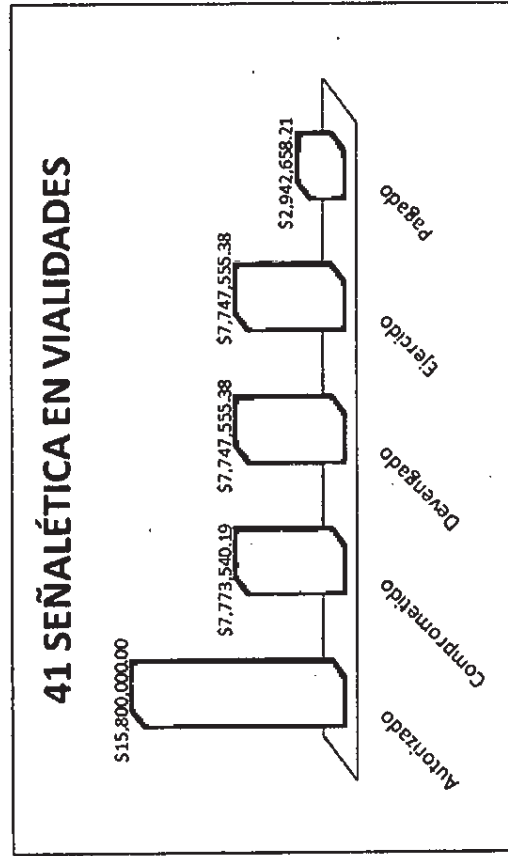 41 SEÑALÉTICA EN VIALIDADES
$15,800,000.00
$7,773,540.19
$7,747,555.38
$7,747,555.38
$2,942,658.21
Autorizado
Comprometido
Devengado
Ejercido
Pagado